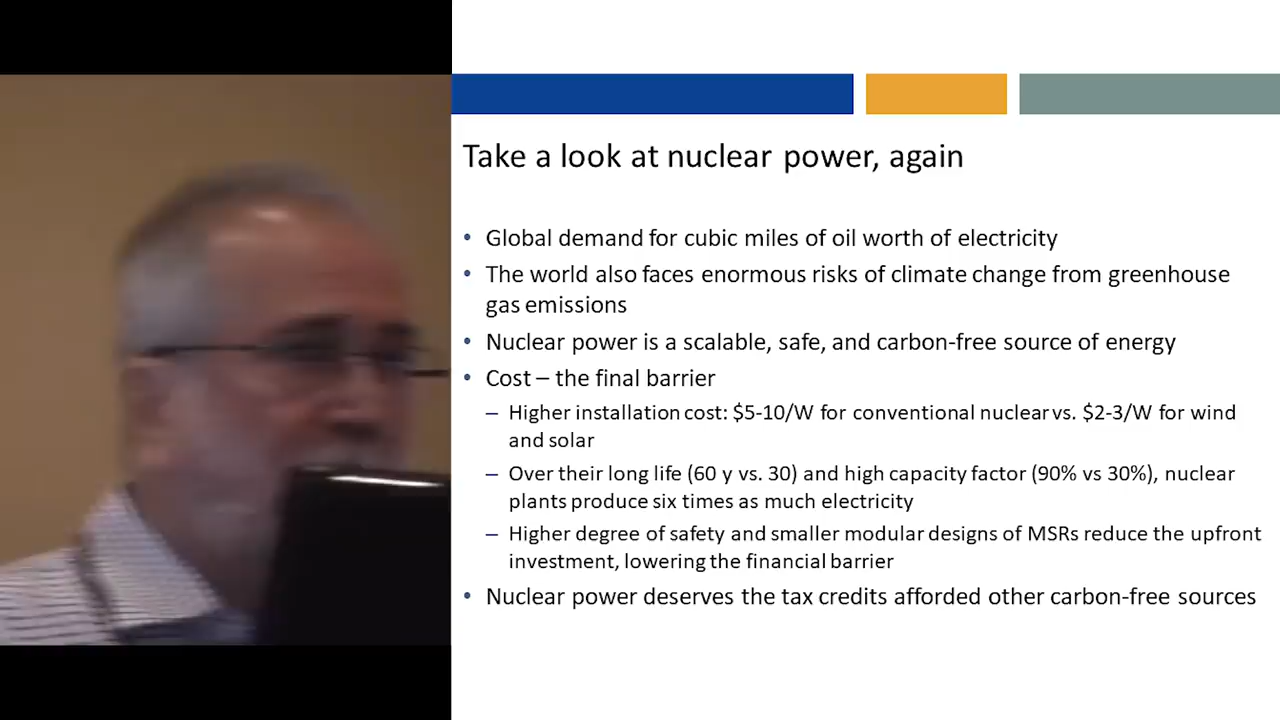 Take a look at nuclear power, again
• Global demand for cubic miles of oil worth of electricity
• The world also faces enormous risks of climate change from greenhouse
gas emissions
• Nuclear power is a scalable, safe, and carbon-free source of energy
• Cost – the final barrier
– Higher installation cost: $5-10/W for conventional nuclear vs. $2-3/W for wind
and solar
– Over their long life (60 y vs. 30) and high capacity factor (90% vs 30%), nuclear
plants produce six times as much electricity
– Higher degree of safety and smaller modular designs of MSRs reduce the upfront
investment, lowering the financial barrier
• Nuclear power deserves the tax credits afforded other carbon-free sources